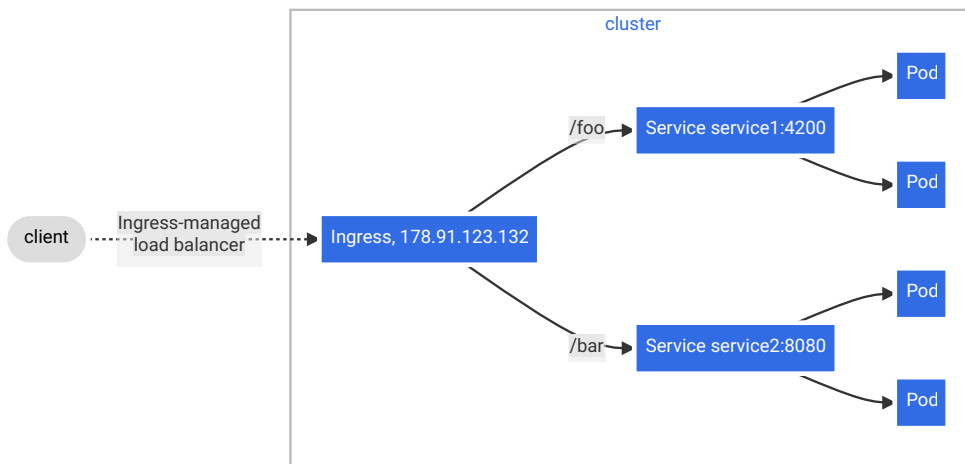 cluster
client
Ingress-managed
load balancer
Ingress, 178.91.123.132
/foo
Service service1:4200
Pod
Pod
/bar
Service service2:8080
Pod
Pod